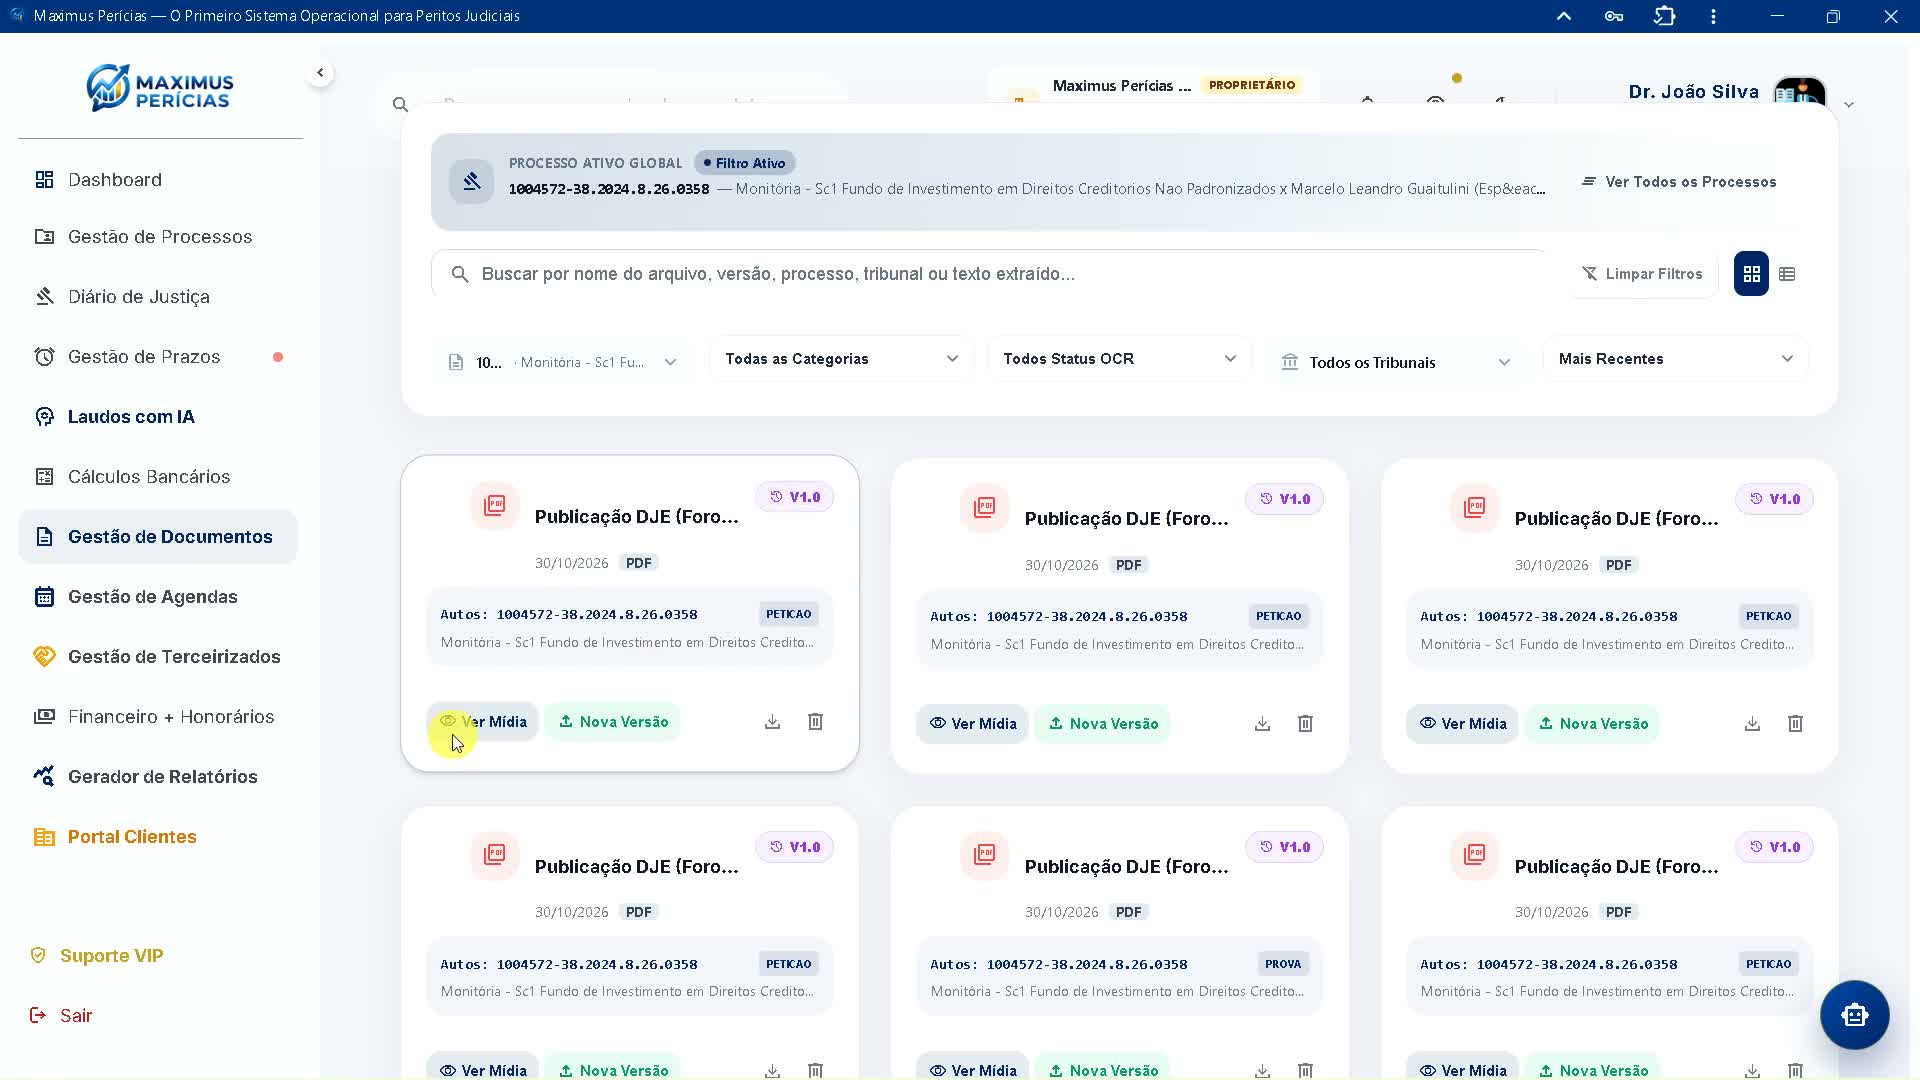 Maximus Perícias — O Primeiro Sistema Operacional para Peritos Judiciais
MAXIMUS
PERÍCIAS
Dashboard
Gestão de Processos
Diário de Justiça
Gestão de Prazos
Laudos com IA
Cálculos Bancários
Gestão de Documentos
Gestão de Agendas
Gestão de Terceirizados
Financeiro + Honorários
Gerador de Relatórios
Portal Clientes
Suporte VIP
Sair
Maximus Perícias ... PROPRIETÁRIO
Dr. João Silva
PROCESSO ATIVO GLOBAL • Filtro Ativo
1004572-38.2024.8.26.0358 — Monitória - Sc1 Fundo de Investimento em Direitos Creditorios Nao Padronizados x Marcelo Leandro Guaitulini (Esp&eac...
Ver Todos os Processos
Buscar por nome do arquivo, versão, processo, tribunal ou texto extraído...
Limpar Filtros
10... · Monitória - Sc1 Fu...
Todas as Categorias
Todos Status OCR
Todos os Tribunais
Mais Recentes
V1.0
Publicação DJE (Foro...
30/10/2026 PDF
Autos: 1004572-38.2024.8.26.0358 PETICAO
Monitória - Sc1 Fundo de Investimento em Direitos Credito...
Ver Mídia Nova Versão
V1.0
Publicação DJE (Foro...
30/10/2026 PDF
Autos: 1004572-38.2024.8.26.0358 PETICAO
Monitória - Sc1 Fundo de Investimento em Direitos Credito...
Ver Mídia Nova Versão
V1.0
Publicação DJE (Foro...
30/10/2026 PDF
Autos: 1004572-38.2024.8.26.0358 PETICAO
Monitória - Sc1 Fundo de Investimento em Direitos Credito...
Ver Mídia Nova Versão
V1.0
Publicação DJE (Foro...
30/10/2026 PDF
Autos: 1004572-38.2024.8.26.0358 PETICAO
Monitória - Sc1 Fundo de Investimento em Direitos Credito...
Ver Mídia Nova Versão
V1.0
Publicação DJE (Foro...
30/10/2026 PDF
Autos: 1004572-38.2024.8.26.0358 PROVA
Monitória - Sc1 Fundo de Investimento em Direitos Credito...
Ver Mídia Nova Versão
V1.0
Publicação DJE (Foro...
30/10/2026 PDF
Autos: 1004572-38.2024.8.26.0358 PETICAO
Monitória - Sc1 Fundo de Investimento em Direitos Credito...
Ver Mídia Nova Versão